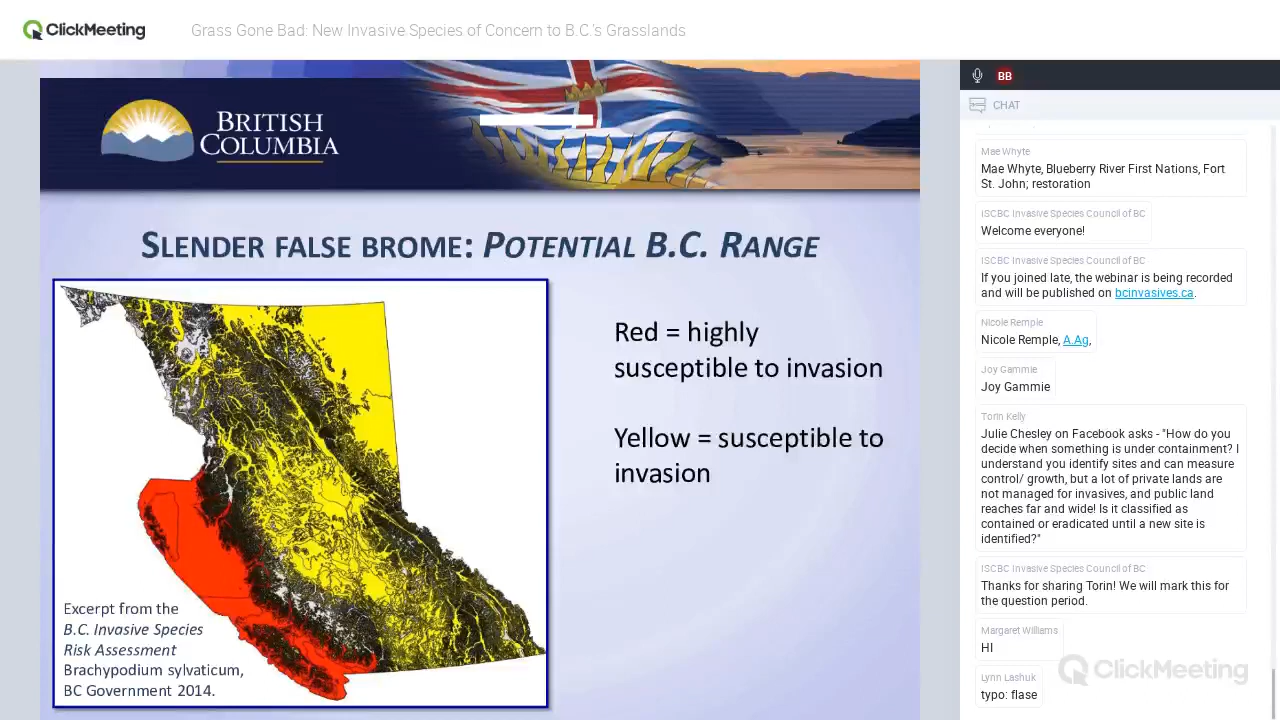 ClickMeeting
Grass Gone Bad: New Invasive Species of Concern to B.C.'s Grasslands
BRITISH
COLUMBIA
SLENDER FALSE BROME: POTENTIAL B.C. RANGE
Red = highly
susceptible to invasion
Yellow = susceptible to
invasion
Excerpt from the
B.C. Invasive Species
Risk Assessment
Brachypodium sylvaticum,
BC Government 2014.
BB
CHAT
Mae Whyte
Mae Whyte, Blueberry River First Nations, Fort
St. John; restoration
ISCBC Invasive Species Council of BC
Welcome everyone!
ISCBC Invasive Species Council of BC
If you joined late, the webinar is being recorded
and will be published on bcinvasives.ca.
Nicole Remple
Nicole Remple, A.Ag,
Joy Gammie
Joy Gammie
Torin Kelly
Julie Chesley on Facebook asks - "How do you
decide when something is under containment? I
understand you identify sites and can measure
control/ growth, but a lot of private lands are
not managed for invasives, and public land
reaches far and wide! Is it classified as
contained or eradicated until a new site is
identified?"
ISCBC Invasive Species Council of BC
Thanks for sharing Torin! We will mark this for
the question period.
Margaret Williams
HI
Lynn Lashuk
typo: flase
ClickMeeting